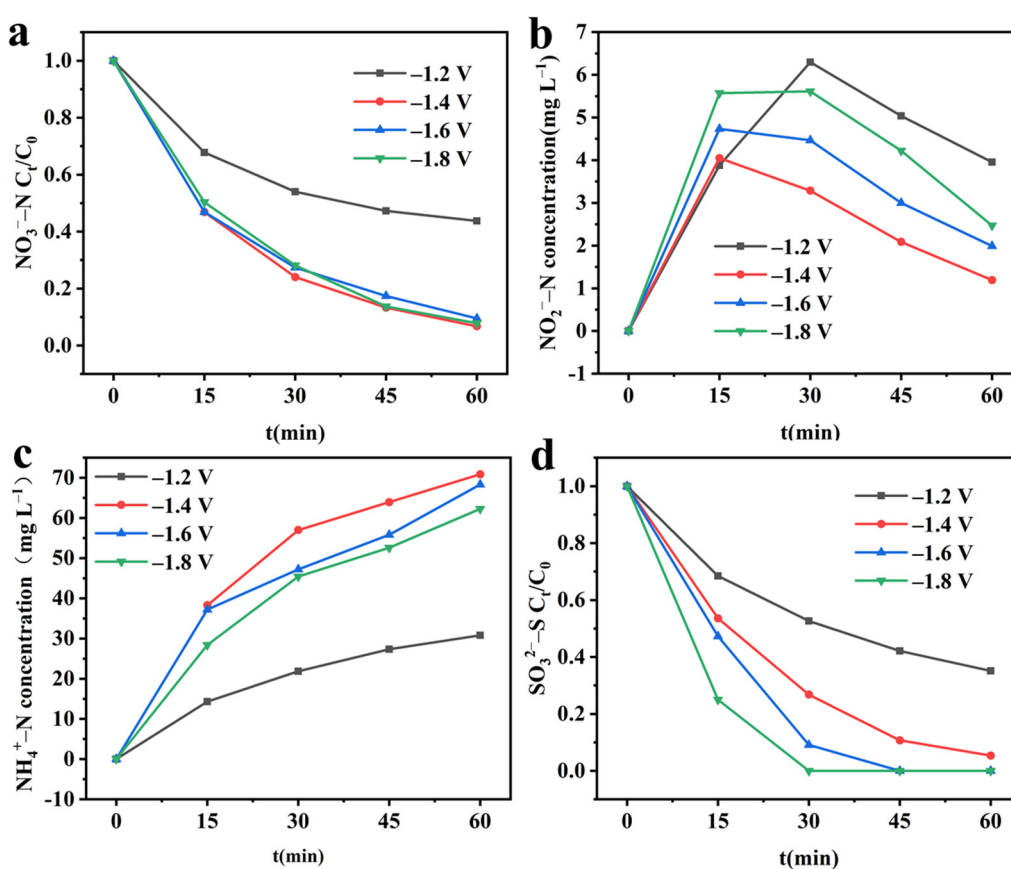 a
NO₃⁻–N Cₜ/C₀
1.0
0.8
0.6
0.4
0.2
0.0
–1.2 V
–1.4 V
–1.6 V
–1.8 V
0 15 30 45 60
t(min)
b
NO₂⁻–N concentration(mg L⁻¹)
7
6
5
4
3
2
1
0
-1
–1.2 V
–1.4 V
–1.6 V
–1.8 V
0 15 30 45 60
t(min)
c
NH₄⁺–N concentration（mg L⁻¹）
70
60
50
40
30
20
10
0
-10
–1.2 V
–1.4 V
–1.6 V
–1.8 V
0 15 30 45 60
t(min)
d
SO₃²⁻–S Cₜ/C₀
1.0
0.8
0.6
0.4
0.2
0.0
–1.2 V
–1.4 V
–1.6 V
–1.8 V
0 15 30 45 60
t(min)